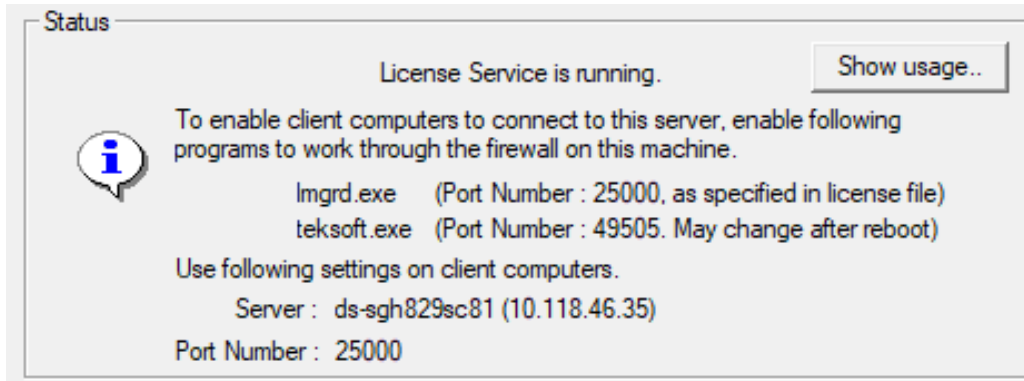 Status
License Service is running.
Show usage..
To enable client computers to connect to this server, enable following
programs to work through the firewall on this machine.
lmgrd.exe (Port Number : 25000, as specified in license file)
teksoft.exe (Port Number : 49505. May change after reboot)
Use following settings on client computers.
Server : ds-sgh829sc81 (10.118.46.35)
Port Number : 25000